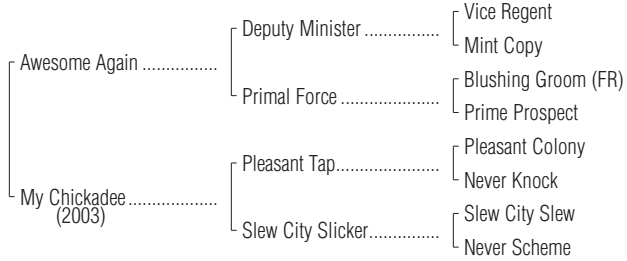 Vice Regent
Deputy Minister ................
Mint Copy
Awesome Again ................
Blushing Groom (FR)
Primal Force .....................
Prime Prospect
Pleasant Colony
Pleasant Tap......................
Never Knock
My Chickadee...................
(2003)
Slew City Slew
Slew City Slicker...............
Never Scheme